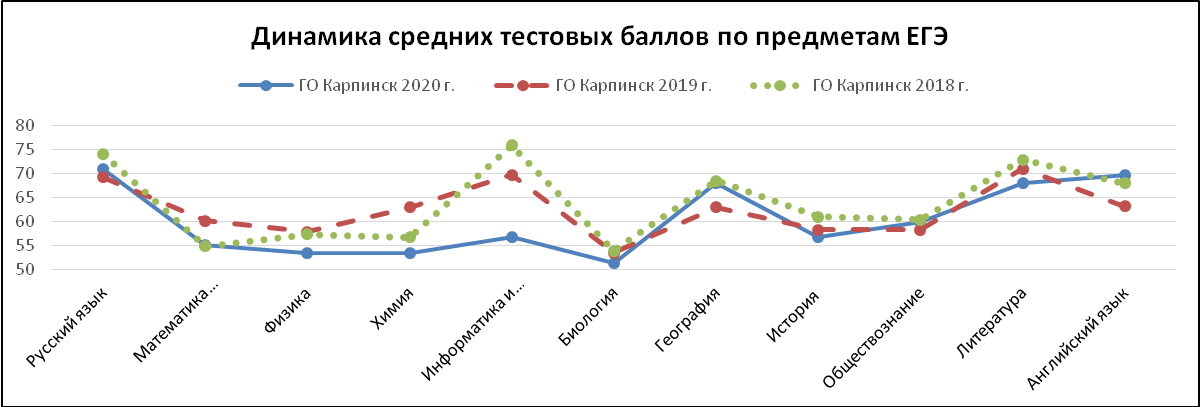 Динамика средних тестовых баллов по предметам ЕГЭ
ГО Карпинск 2020 г. ГО Карпинск 2019 г. ГО Карпинск 2018 г.
80
75
70
65
60
55
50
Русский язык
Математика...
Физика
Химия
Информатика и...
Биология
География
История
Обществознание
Литература
Английский язык